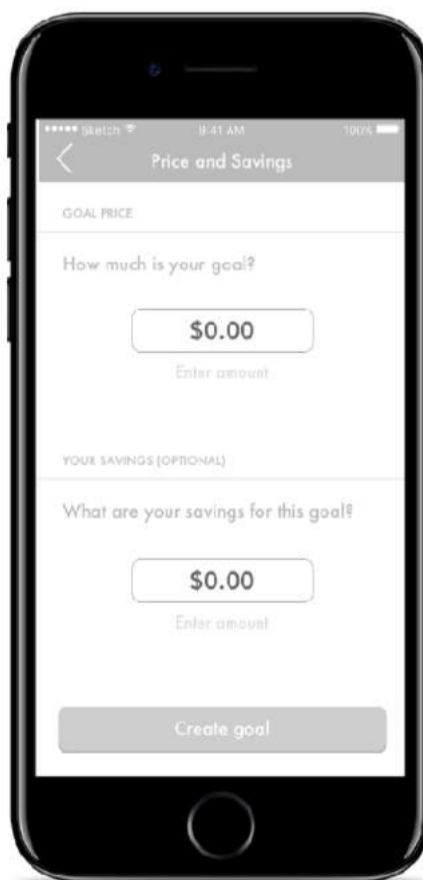 Sketch 9:41 AM 100%
Price and Savings
GOAL PRICE
How much is your goal?
$0.00
Enter amount
YOUR SAVINGS (OPTIONAL)
What are your savings for this goal?
$0.00
Enter amount
Create goal